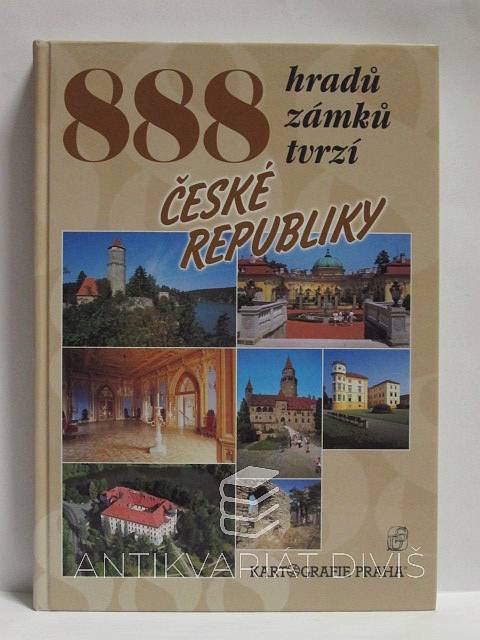 888
hradů
zámků
tvrzí
ČESKÉ
REPUBLIKY
ANTIKVARIÁT DIVIŠ
KARTOGRAFIE PRAHA